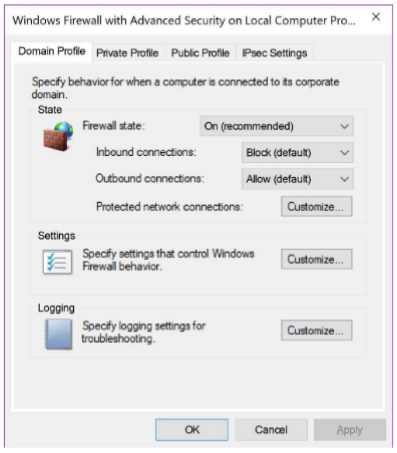 Windows Firewall with Advanced Security on Local Computer Pro...
Domain Profile Private Profile Public Profile IPsec Settings
Specify behavior for when a computer is connected to its corporate
domain.
State
Firewall state: On (recommended)
Inbound connections: Block (default)
Outbound connections: Allow (default)
Protected network connections: Customize...
Settings
Specify settings that control Windows
Firewall behavior.
Customize...
Logging
Specify logging settings for
troubleshooting.
Customize...
OK Cancel Apply